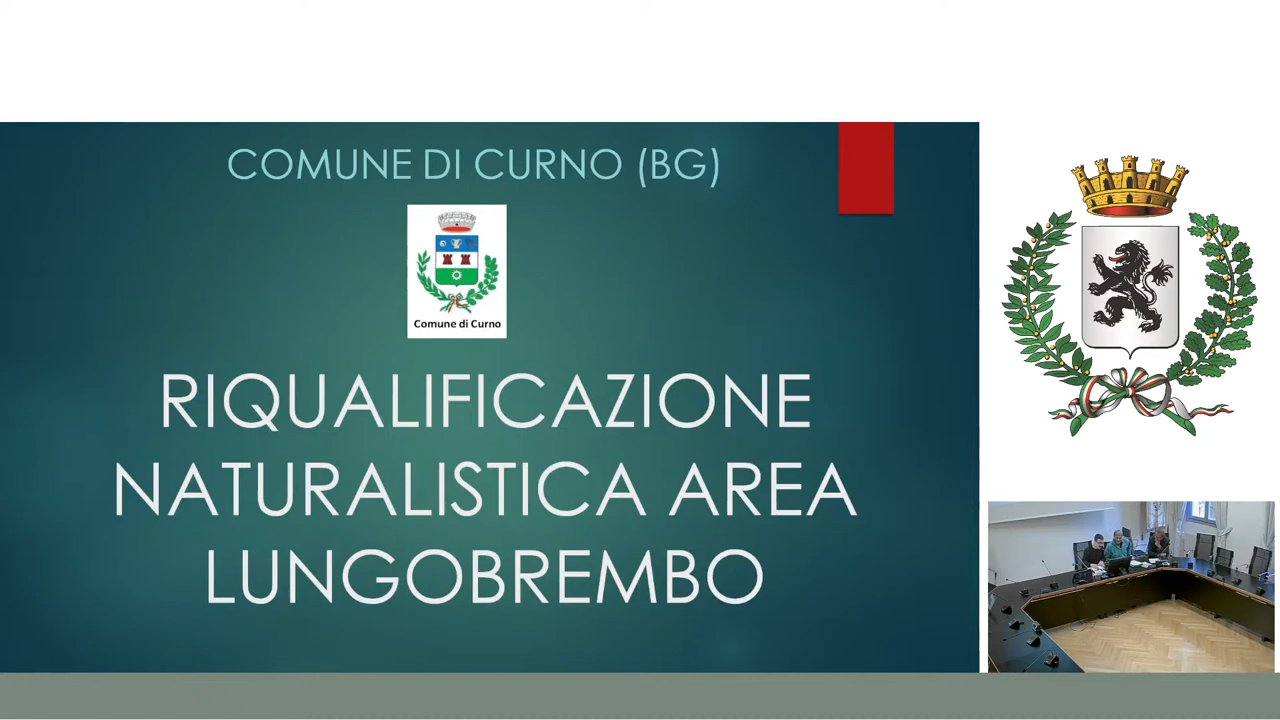 COMUNE DI CURNO (BG)
Comune di Curno
RIQUALIFICAZIONE
NATURALISTICA AREA
LUNGOBREMBO